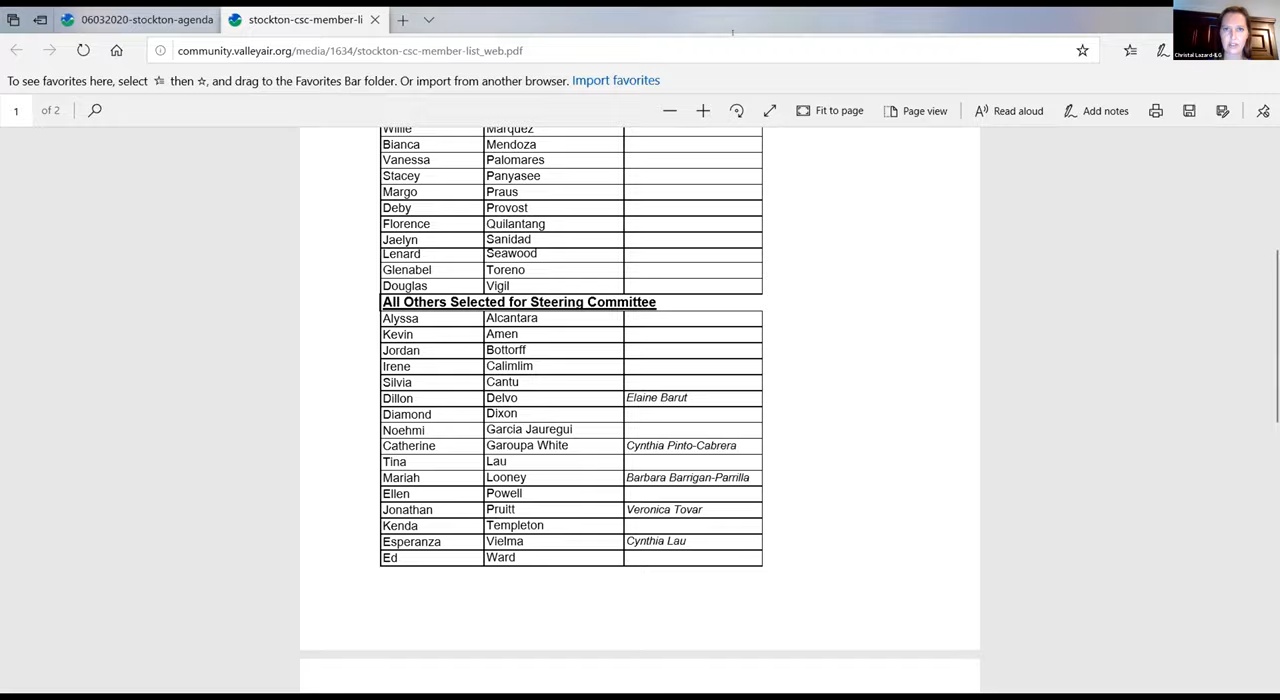 06032020-stockton-agenda
stockton-csc-member-li
community.valleyair.org/media/1634/stockton-csc-member-list_web.pdf
Christal Lazard-ILG
To see favorites here, select then ☆, and drag to the Favorites Bar folder. Or import from another browser. Import favorites
1 of 2 Fit to page Page view Read aloud Add notes
Willie Marquez
Bianca Mendoza
Vanessa Palomares
Stacey Panyasee
Margo Praus
Deby Provost
Florence Quilantang
Jaelyn Sanidad
Lenard Seawood
Glenabel Toreno
Douglas Vigil
All Others Selected for Steering Committee
Alyssa Alcantara
Kevin Amen
Jordan Bottorff
Irene Calimlim
Silvia Cantu
Dillon Delvo Elaine Barut
Diamond Dixon
Noehmi Garcia Jauregui
Catherine Garoupa White Cynthia Pinto-Cabrera
Tina Lau
Mariah Looney Barbara Barrigan-Parrilla
Ellen Powell
Jonathan Pruitt Veronica Tovar
Kenda Templeton
Esperanza Vielma Cynthia Lau
Ed Ward